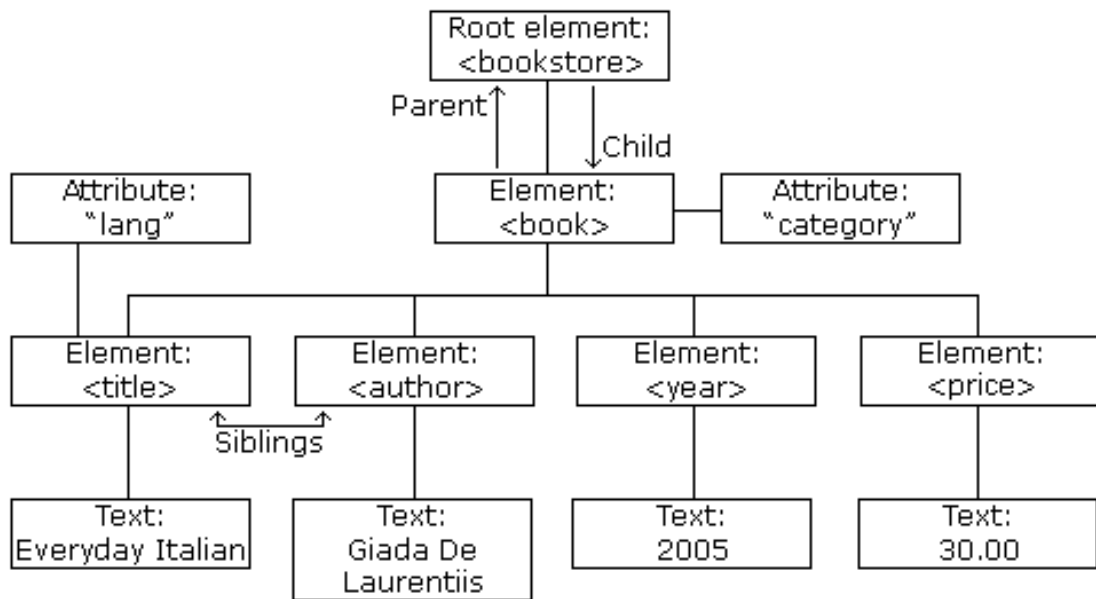 Root element:
<bookstore>
Parent
Child
Attribute:
“lang”
Element:
<book>
Attribute:
“category”
Element:
<title>
Element:
<author>
Element:
<year>
Element:
<price>
Siblings
Text:
Everyday Italian
Text:
Giada De
Laurentiis
Text:
2005
Text:
30.00